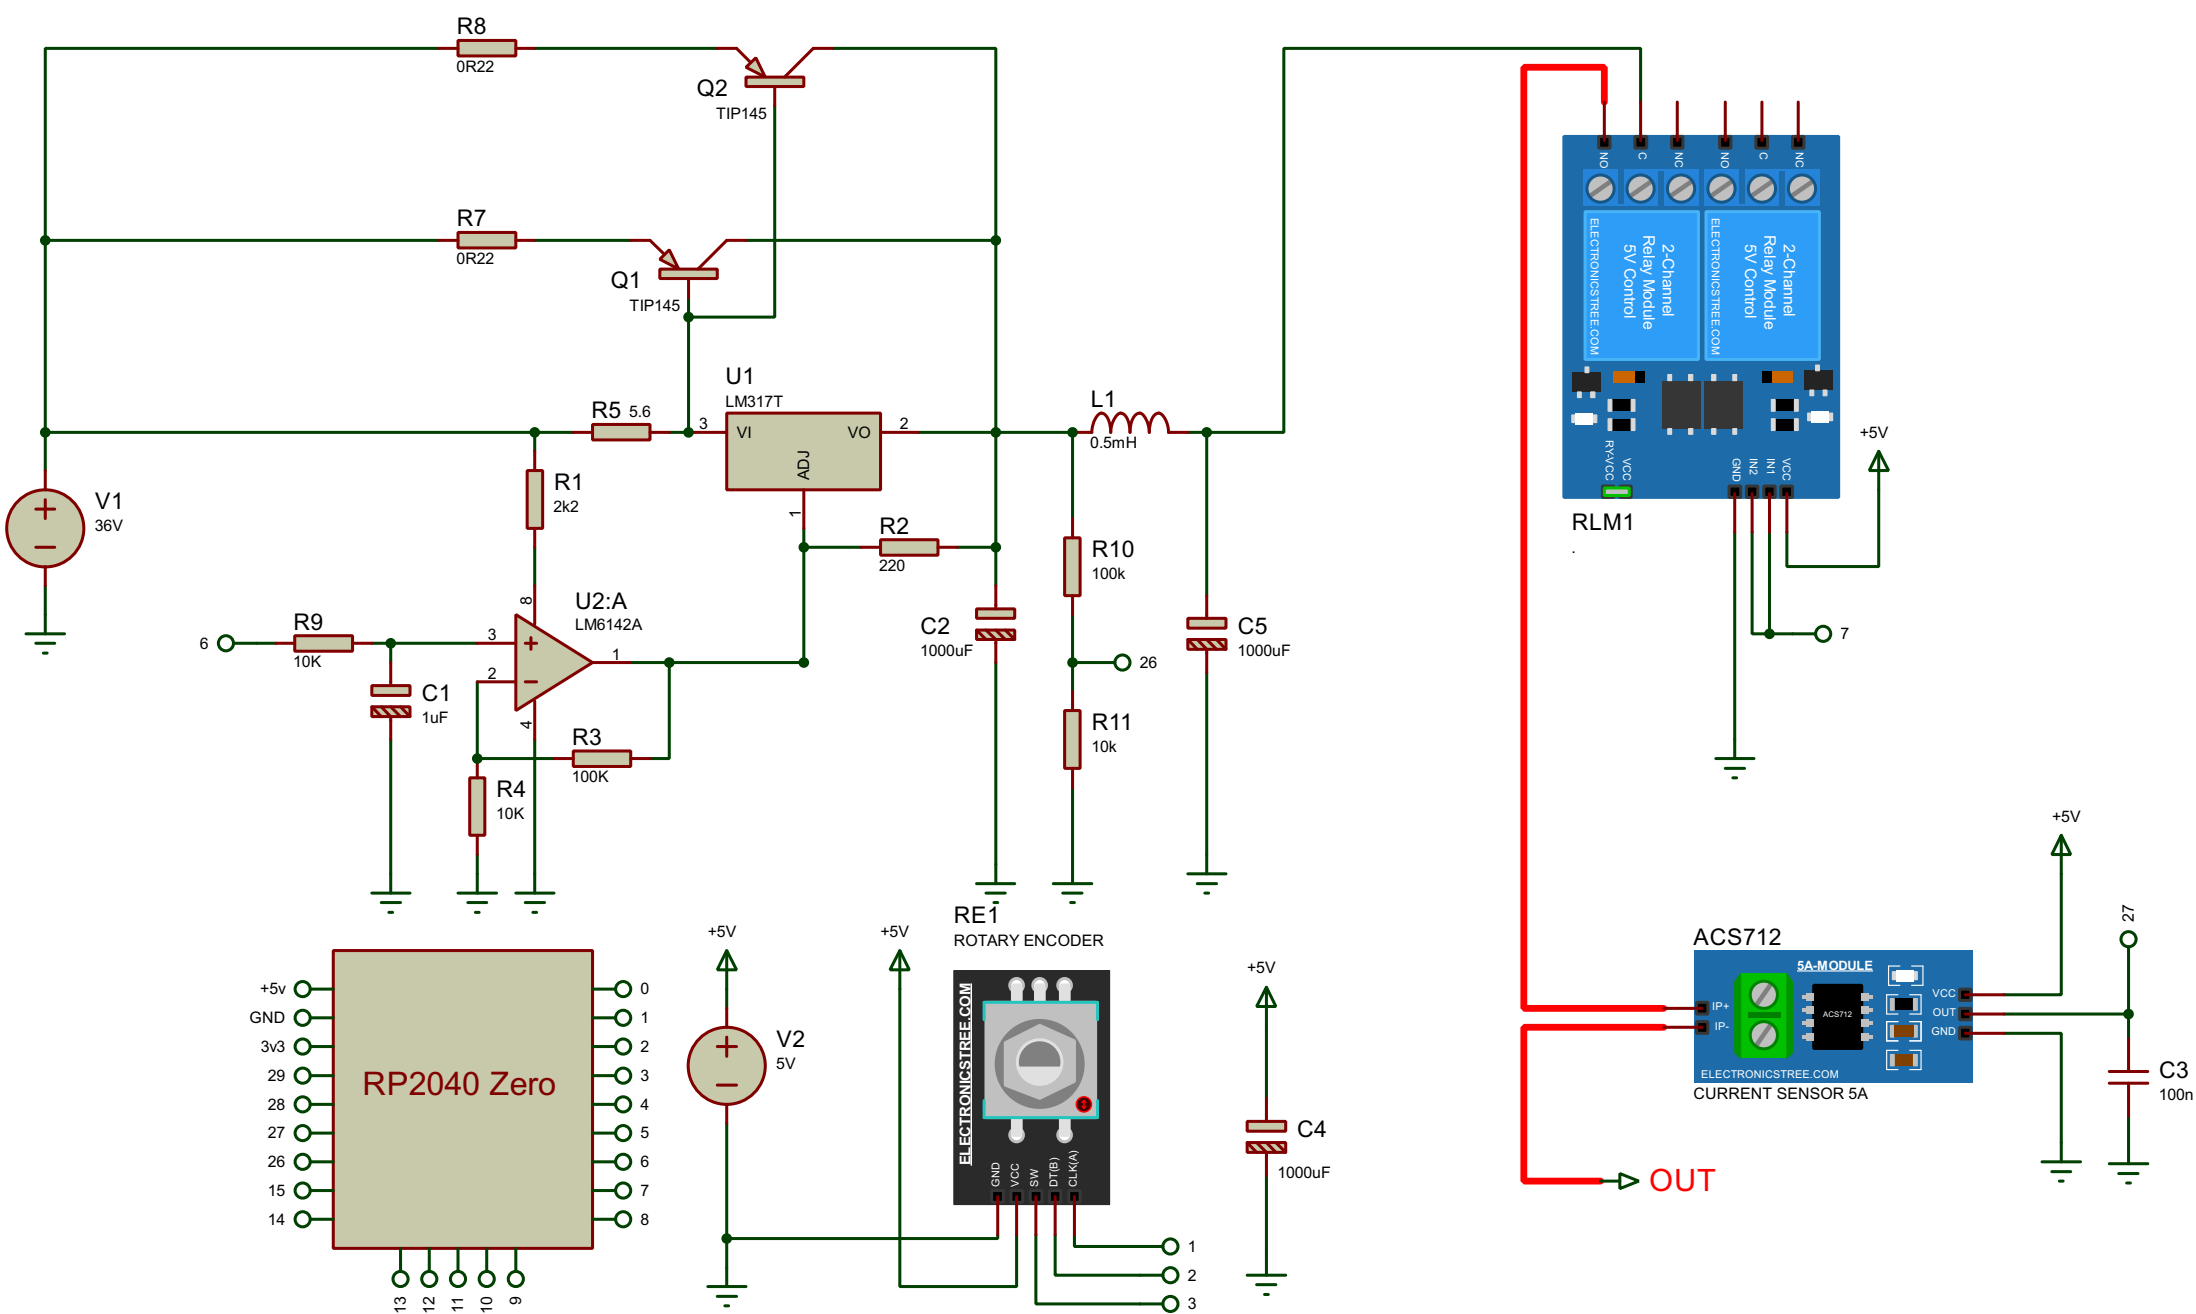 R8
0R22
Q2
TIP145
R7
0R22
Q1
TIP145
U1
LM317T
R5 5.6
3
VI
VO
2
ADJ
1
L1
0.5mH
V1
36V
R1
2k2
R2
220
R10
100k
8
U2:A
LM6142A
6
R9
10K
3
2
1
4
C1
1uF
C2
1000uF
26
C5
1000uF
R3
100K
R4
10K
R11
10k
NO
C
NC
NO
C
NC
ELECTRONICSTREE.COM
2-Channel
Relay Module
5V Control
ELECTRONICSTREE.COM
2-Channel
Relay Module
5V Control
RY-VCC
VCC
GND
IN2
IN1
VCC
+5V
RLM1
.
7
RP2040 Zero
+5v
GND
3v3
29
28
27
26
15
14
0
1
2
3
4
5
6
7
8
13
12
11
10
9
+5V
V2
5V
+5V
RE1
ROTARY ENCODER
ELECTRONICSTREE.COM
GND
VCC
SW
DT(B)
CLK(A)
1
2
3
+5V
C4
1000uF
ACS712
5A-MODULE
IP+
IP-
ACS712
VCC
OUT
GND
ELECTRONICSTREE.COM
CURRENT SENSOR 5A
+5V
27
C3
100n
OUT